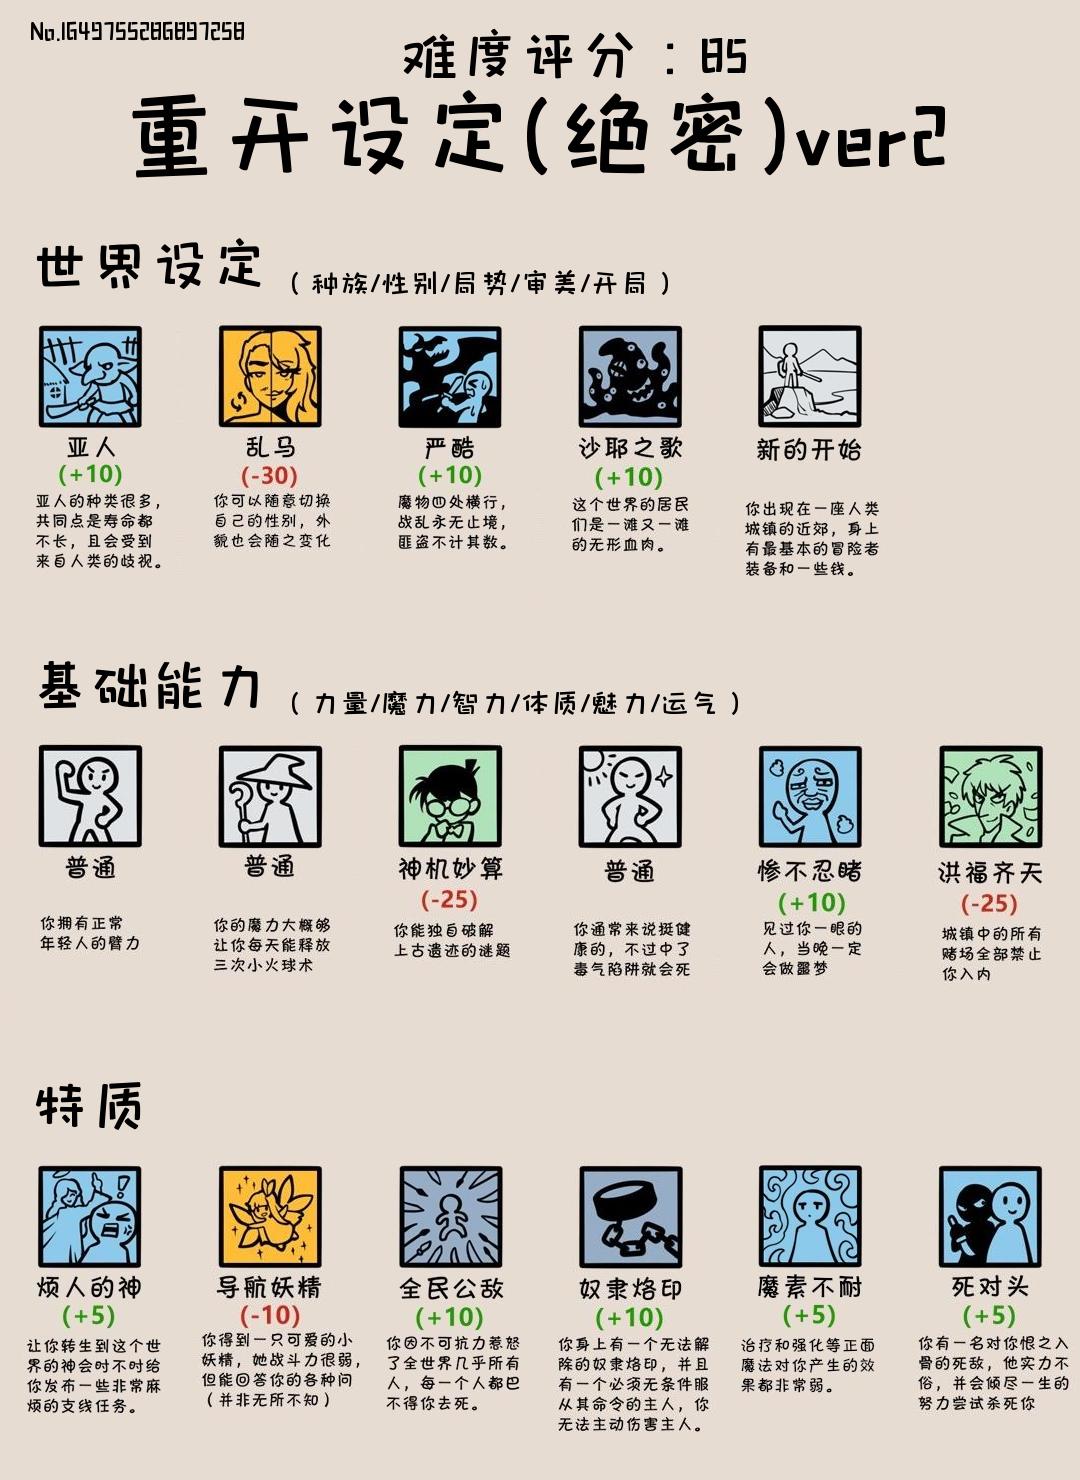 No.1649755286897258
难度评分：85
重开设定(绝密)ver2
世界设定
（种族/性别/局势/审美/开局）
亚人
乱马
严酷
沙耶之歌
新的开始
(+10)
(-30)
(+10)
(+10)
亚人的种类很多，
共同点是寿命都
不长，且会受到
来自人类的歧视。
你可以随意切换
自己的性别，外
貌也会随之变化
魔物四处横行，
战乱永无止境，
匪盗不计其数。
这个世界的居民
们是一滩又一滩
的无形血肉。
你出现在一座人类
城镇的近郊，身上
有最基本的冒险者
装备和一些钱。
基础能力
（力量/魔力/智力/体质/魅力/运气）
普通
普通
神机妙算
普通
惨不忍睹
洪福齐天
(-25)
(+10)
(-25)
你拥有正常
年轻人的臂力
你的魔力大概够
让你每天能释放
三次小火球术
你能独自破解
上古遗迹的谜题
你通常来说挺健
康的，不过中了
毒气陷阱就会死
见过你一眼的
人，当晚一定
会做噩梦
城镇中的所有
赌场全部禁止
你入内
特质
烦人的神
导航妖精
全民公敌
奴隶烙印
魔素不耐
死对头
(+5)
(-10)
(+10)
(+10)
(+5)
(+5)
让你转生到这个世
界的神会时不时给
你发布一些非常麻
烦的支线任务。
你得到一只可爱的小
妖精，她战斗力很弱，
但能回答你的各种问
（并非无所不知）
你因不可抗力惹怒
了全世界几乎所有
人，每一个人都巴
不得你去死。
你身上有一个无法解
除的奴隶烙印，并且
有一个必须无条件服
从其命令的主人，你
无法主动伤害主人。
治疗和强化等正面
魔法对你产生的效
果都非常弱。
你有一名对你恨之入
骨的死敌，他实力不
俗，并会倾尽一生的
努力尝试杀死你